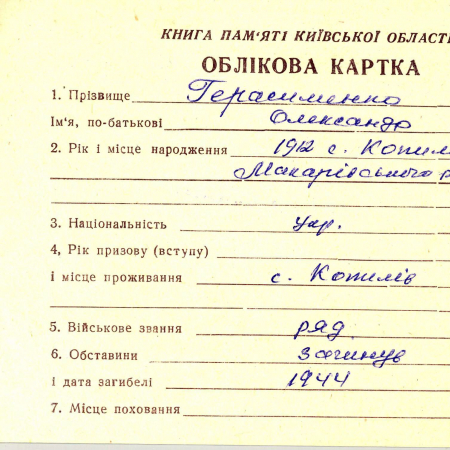 КНИГА ПАМ'ЯТІ КИЇВСЬКОЇ ОБЛАСТІ
ОБЛІКОВА КАРТКА
1. Прізвище Герасименко
Ім'я, по-батькові Олександр
2. Рік і місце народження 1912 с. Копил
Макарівського р
3. Національність укр.
4, Рік призову (вступу)
і місце проживання с. Копилів
5. Військове звання ряд.
6. Обставини загинув
і дата загибелі 1944
7. Місце поховання